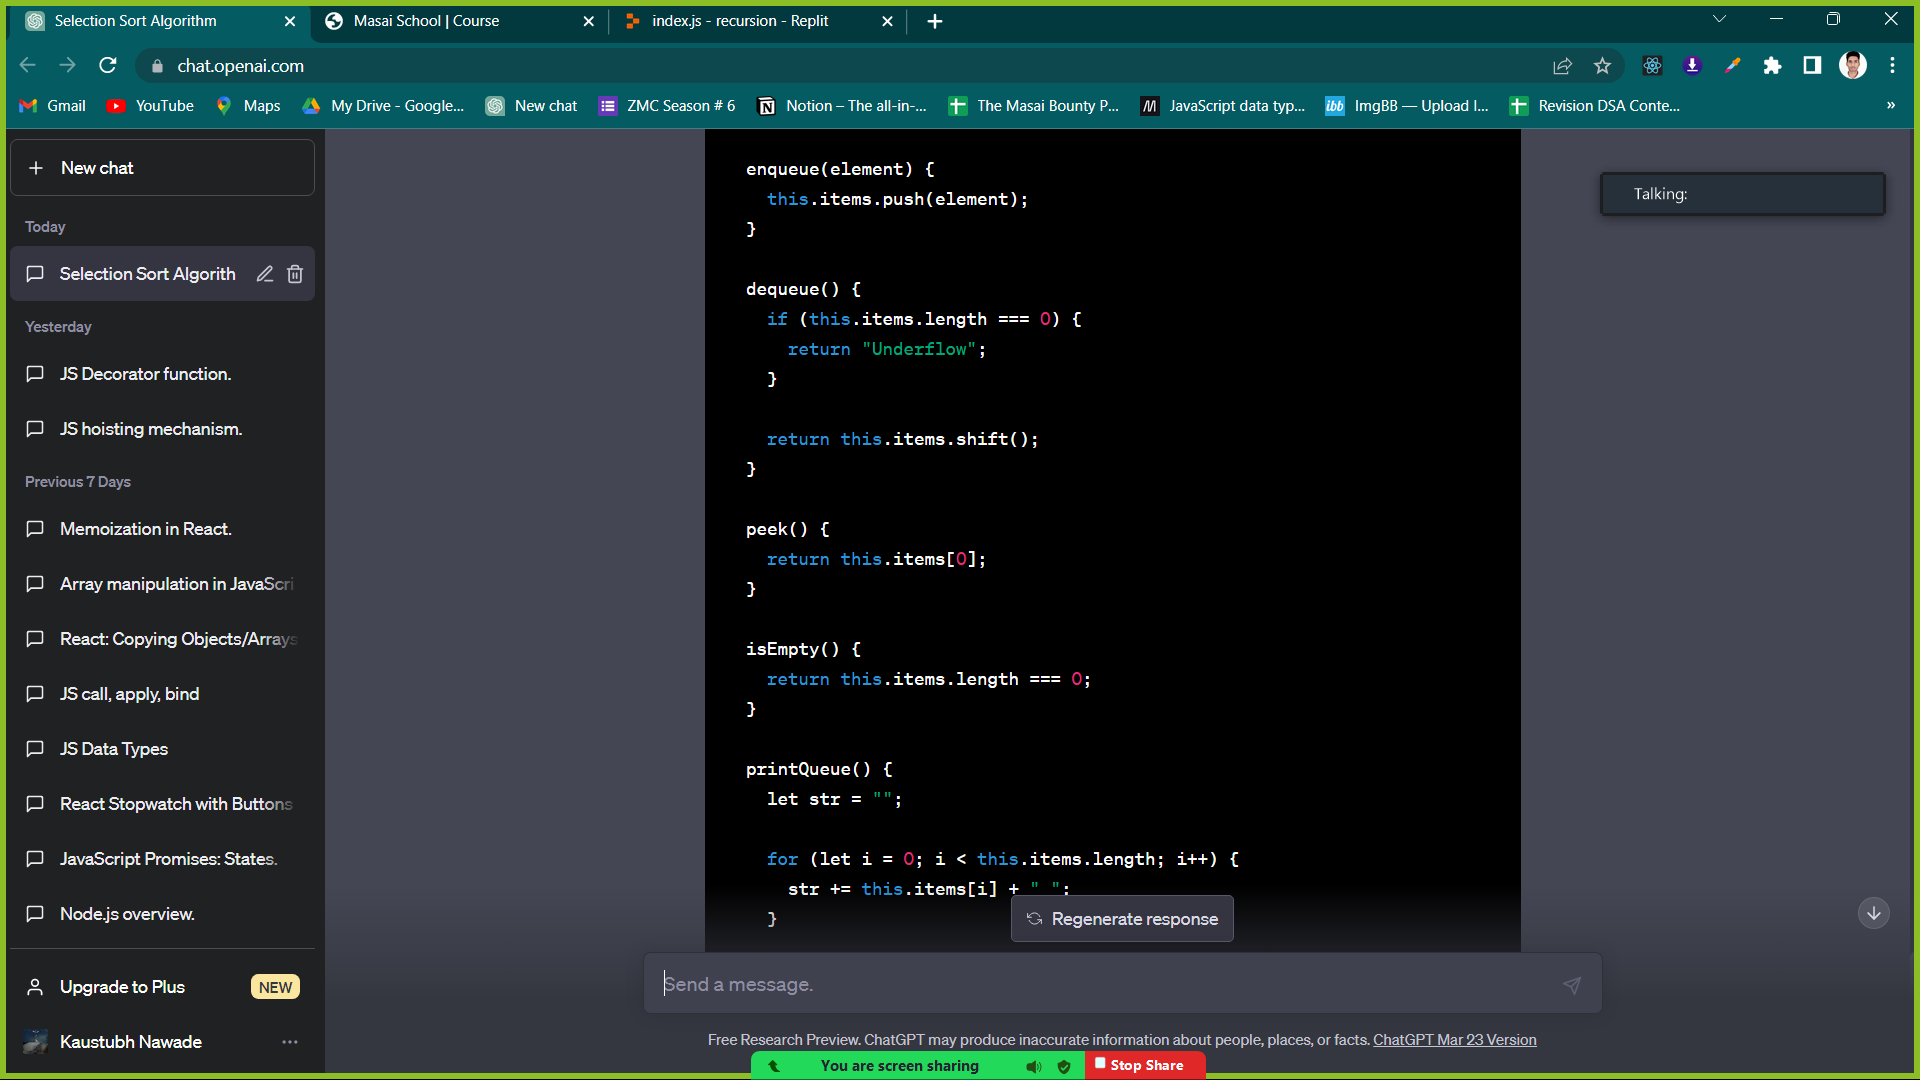 Selection Sort Algorithm
Masai School | Course
index.js - recursion - Replit
chat.openai.com
Gmail
YouTube
Maps
My Drive - Google...
New chat
ZMC Season # 6
Notion – The all-in-...
The Masai Bounty P...
JavaScript data typ...
ibb
ImgBB — Upload I...
Revision DSA Conte...
»
New chat
Today
Selection Sort Algorith
Yesterday
JS Decorator function.
JS hoisting mechanism.
Previous 7 Days
Memoization in React.
Array manipulation in JavaScri
React: Copying Objects/Arrays
JS call, apply, bind
JS Data Types
React Stopwatch with Buttons
JavaScript Promises: States.
Node.js overview.
Upgrade to Plus
NEW
Kaustubh Nawade
enqueue(element) {
this.items.push(element);
}
dequeue() {
if (this.items.length === 0) {
return "Underflow";
}
return this.items.shift();
}
peek() {
return this.items[0];
}
isEmpty() {
return this.items.length === 0;
}
printQueue() {
let str = "";
for (let i = 0; i < this.items.length; i++) {
str += this.items[i] + " ";
}
Regenerate response
Send a message.
Free Research Preview. ChatGPT may produce inaccurate information about people, places, or facts. ChatGPT Mar 23 Version
Talking:
You are screen sharing
Stop Share